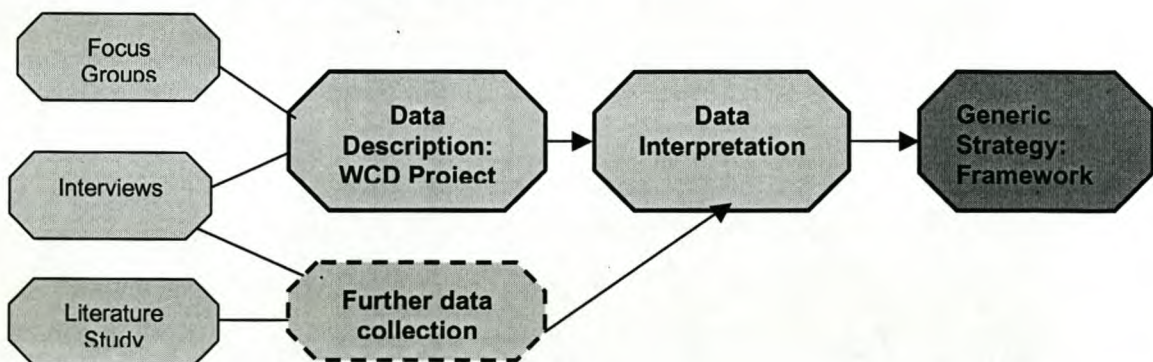 Focus
Groups
Data
Description:
WCD Project
Data
Interpretation
Generic
Strategy:
Framework
Interviews
Further data
collection
Literature
Study